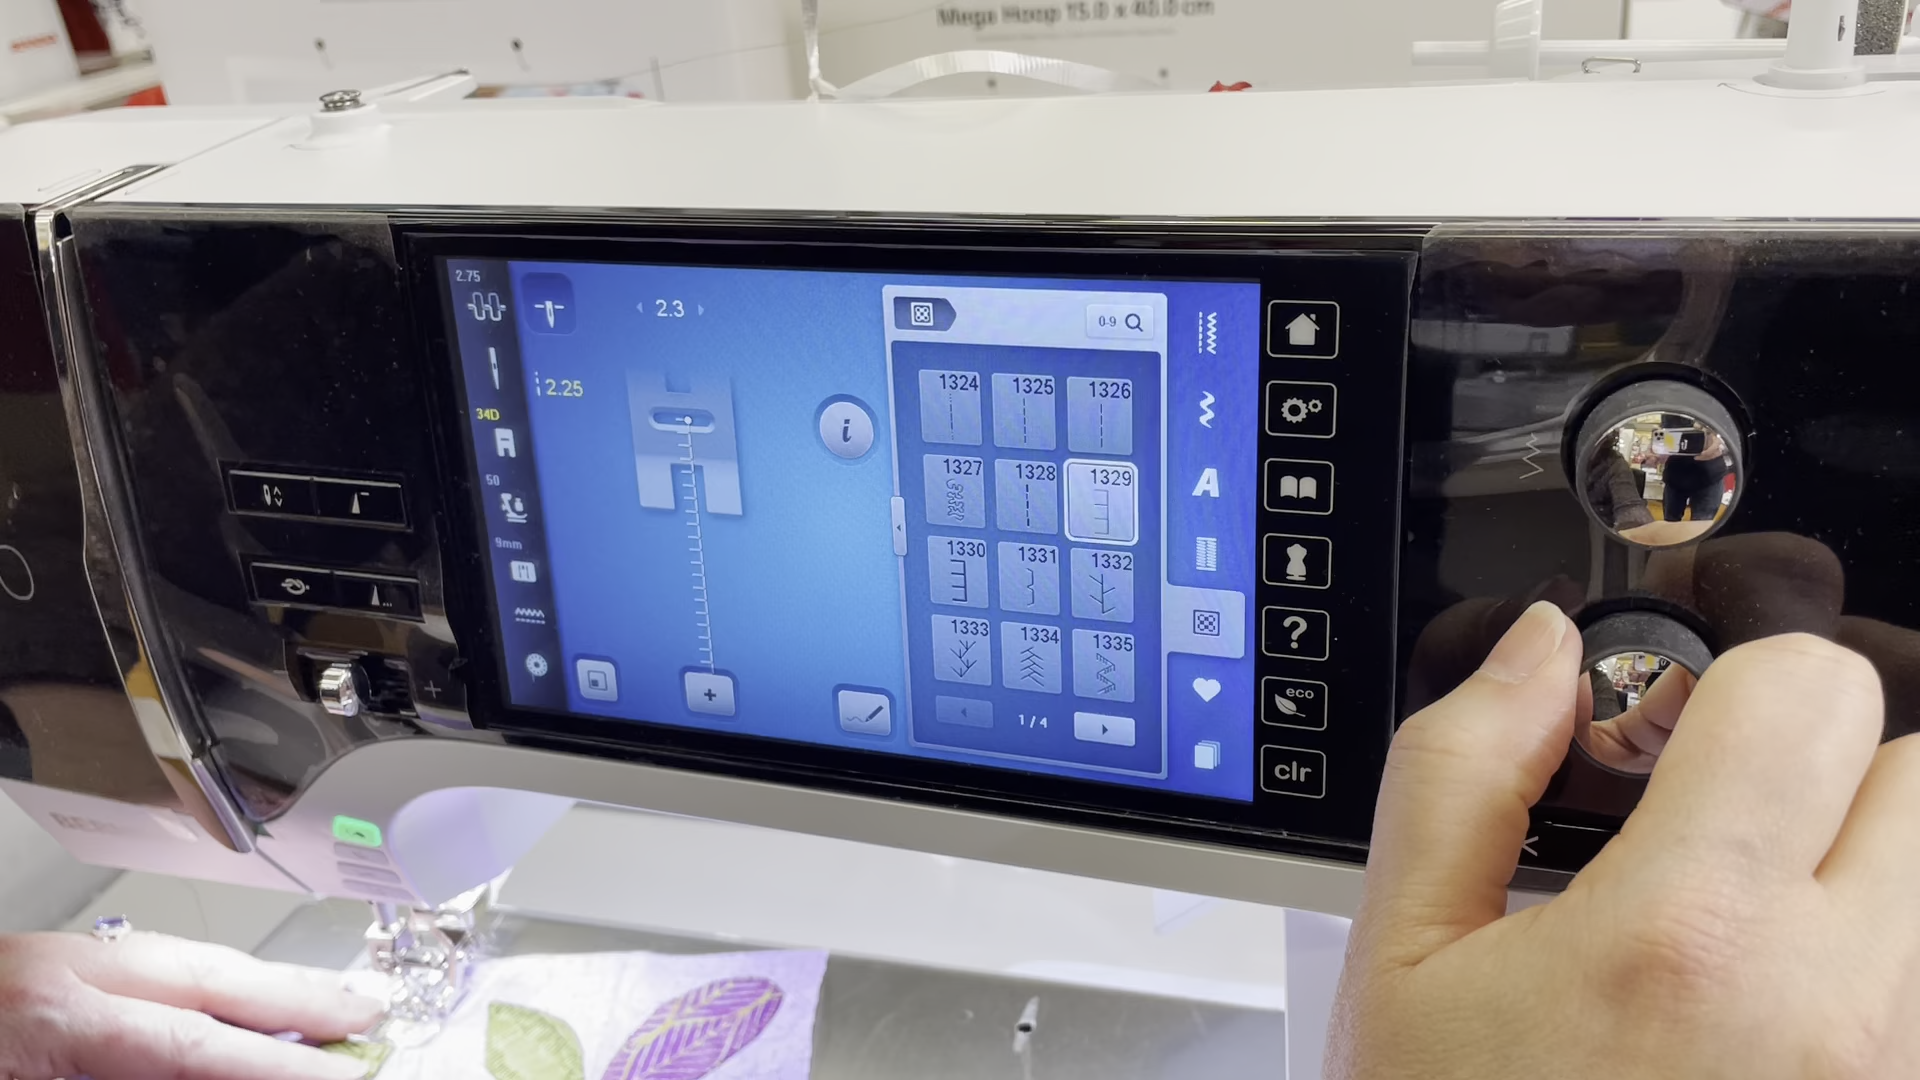 Mega Hoop 15.0 x 40.0 cm
2.75
2.3
0-9
2.25
34D
50
9mm
i
1324 1325 1326
1327 1328 1329
1330 1331 1332
1333 1334 1335
1/4
A
?
eco
clr